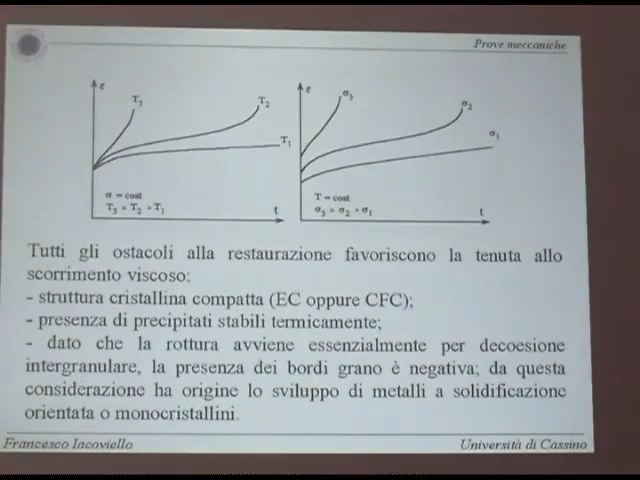 Prove meccaniche
ε
T3
T2
T1
σ = cost
T3 > T2 > T1
t
ε
σ3
σ2
σ1
T = cost
σ3 > σ2 > σ1
t
Tutti gli ostacoli alla restaurazione favoriscono la tenuta allo
scorrimento viscoso:
- struttura cristallina compatta (EC oppure CFC);
- presenza di precipitati stabili termicamente;
- dato che la rottura avviene essenzialmente per decoesione
intergranulare, la presenza dei bordi grano è negativa; da questa
considerazione ha origine lo sviluppo di metalli a solidificazione
orientata o monocristallini.
Francesco Iacoviello
Università di Cassino